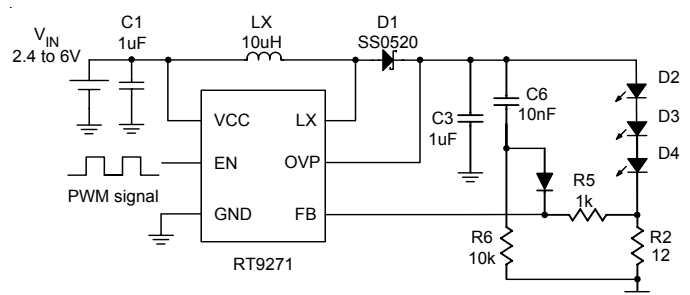 V_IN
2.4 to 6V
C1
1uF
LX
10uH
D1
SS0520
VCC
LX
EN
OVP
GND
FB
RT9271
PWM signal
C3
1uF
C6
10nF
D2
D3
D4
R5
1k
R6
10k
R2
12